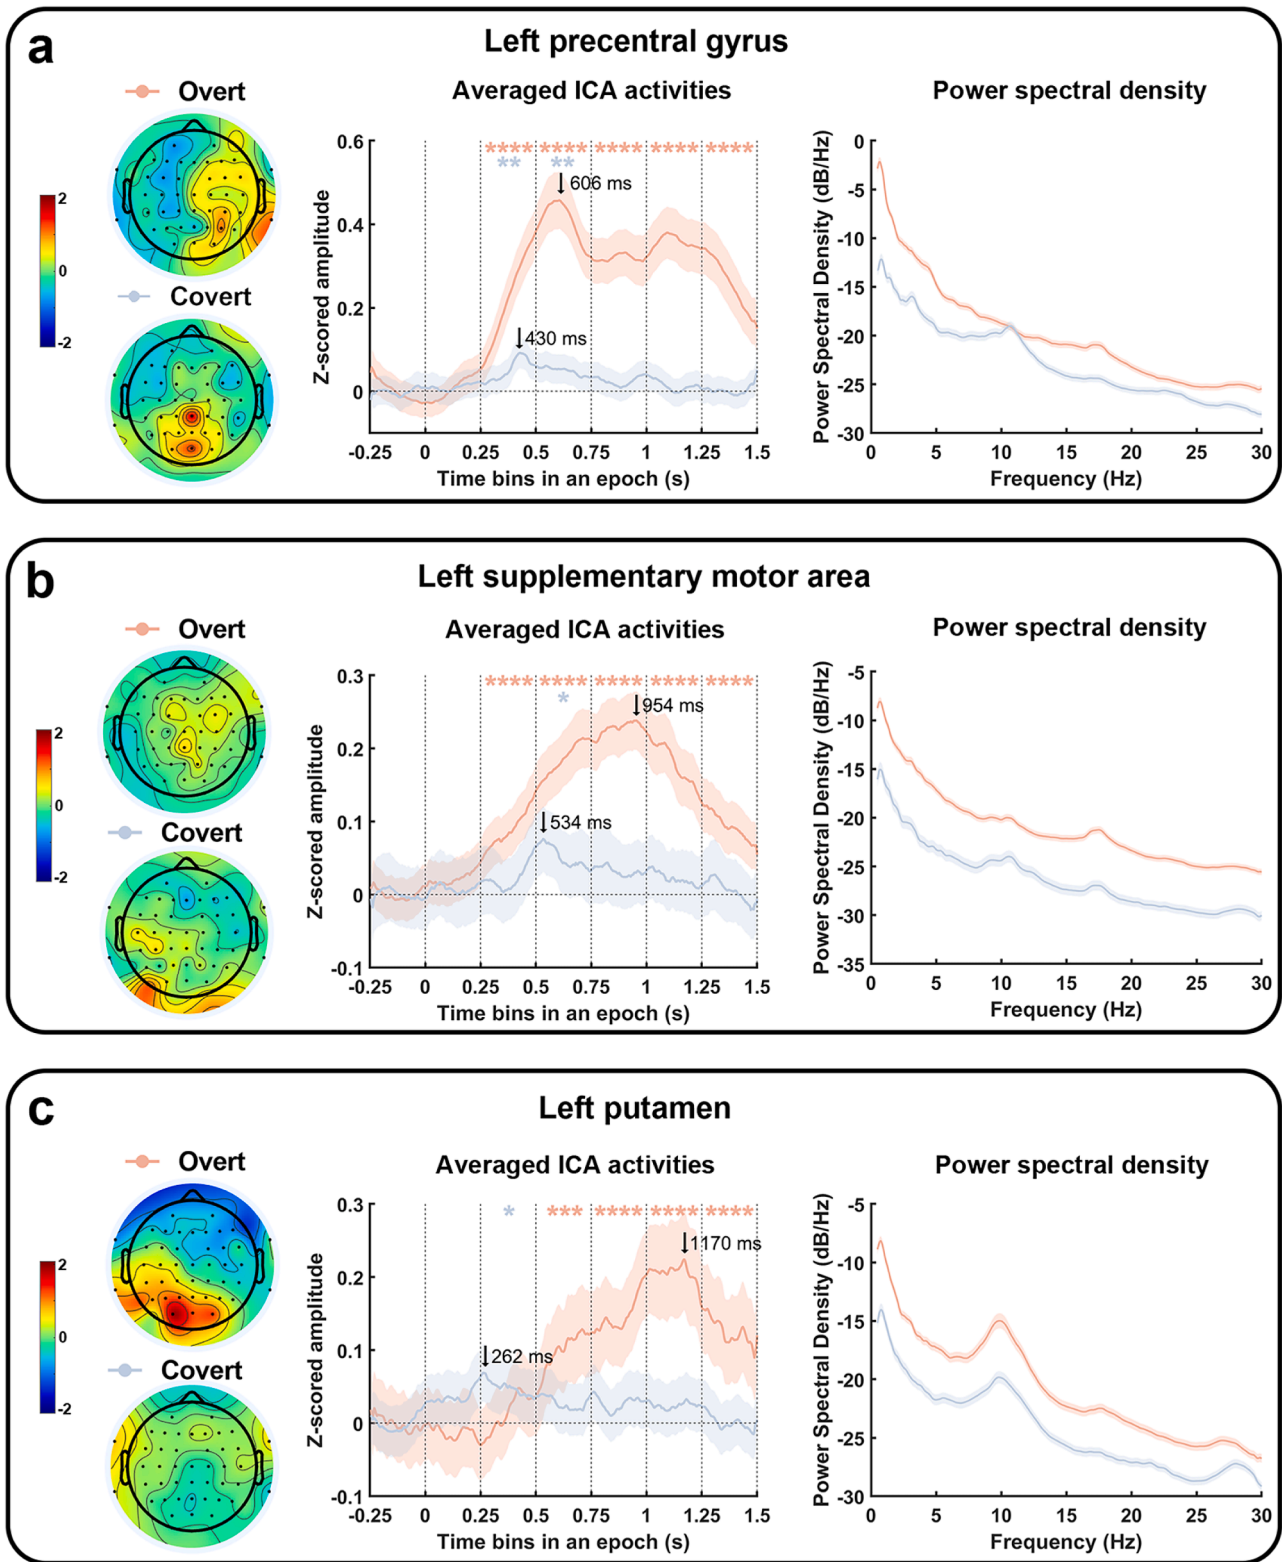 a
Left precentral gyrus
Overt
Averaged ICA activities
Power spectral density
2
0
-2
Covert
Z-scored amplitude
0.6
0.4
0.2
0
**** **** **** **** ****
** **
606 ms
430 ms
-0.25 0 0.25 0.5 0.75 1 1.25 1.5
Time bins in an epoch (s)
Power Spectral Density (dB/Hz)
0
-5
-10
-15
-20
-25
-30
0 5 10 15 20 25 30
Frequency (Hz)
b
Left supplementary motor area
Overt
Averaged ICA activities
Power spectral density
2
0
-2
Covert
Z-scored amplitude
0.3
0.2
0.1
0
-0.1
**** **** **** **** ****
*
954 ms
534 ms
-0.25 0 0.25 0.5 0.75 1 1.25 1.5
Time bins in an epoch (s)
Power Spectral Density (dB/Hz)
-5
-10
-15
-20
-25
-30
-35
0 5 10 15 20 25 30
Frequency (Hz)
c
Left putamen
Overt
Averaged ICA activities
Power spectral density
2
0
-2
Covert
Z-scored amplitude
0.3
0.2
0.1
0
-0.1
* *** **** **** ****
1170 ms
262 ms
-0.25 0 0.25 0.5 0.75 1 1.25 1.5
Time bins in an epoch (s)
Power Spectral Density (dB/Hz)
-5
-10
-15
-20
-25
-30
0 5 10 15 20 25 30
Frequency (Hz)